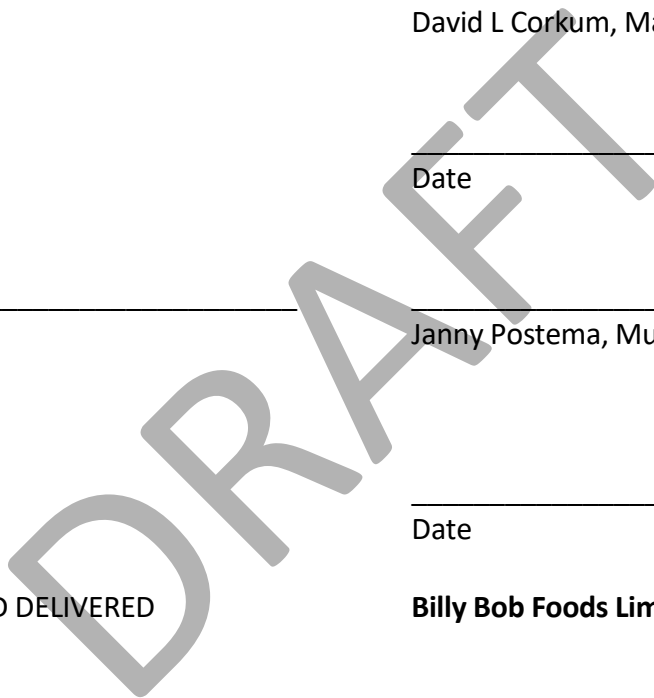 David L Corkum, Ma
Date
Janny Postema, Mu
Date
D DELIVERED
Billy Bob Foods Lim
DRAFT